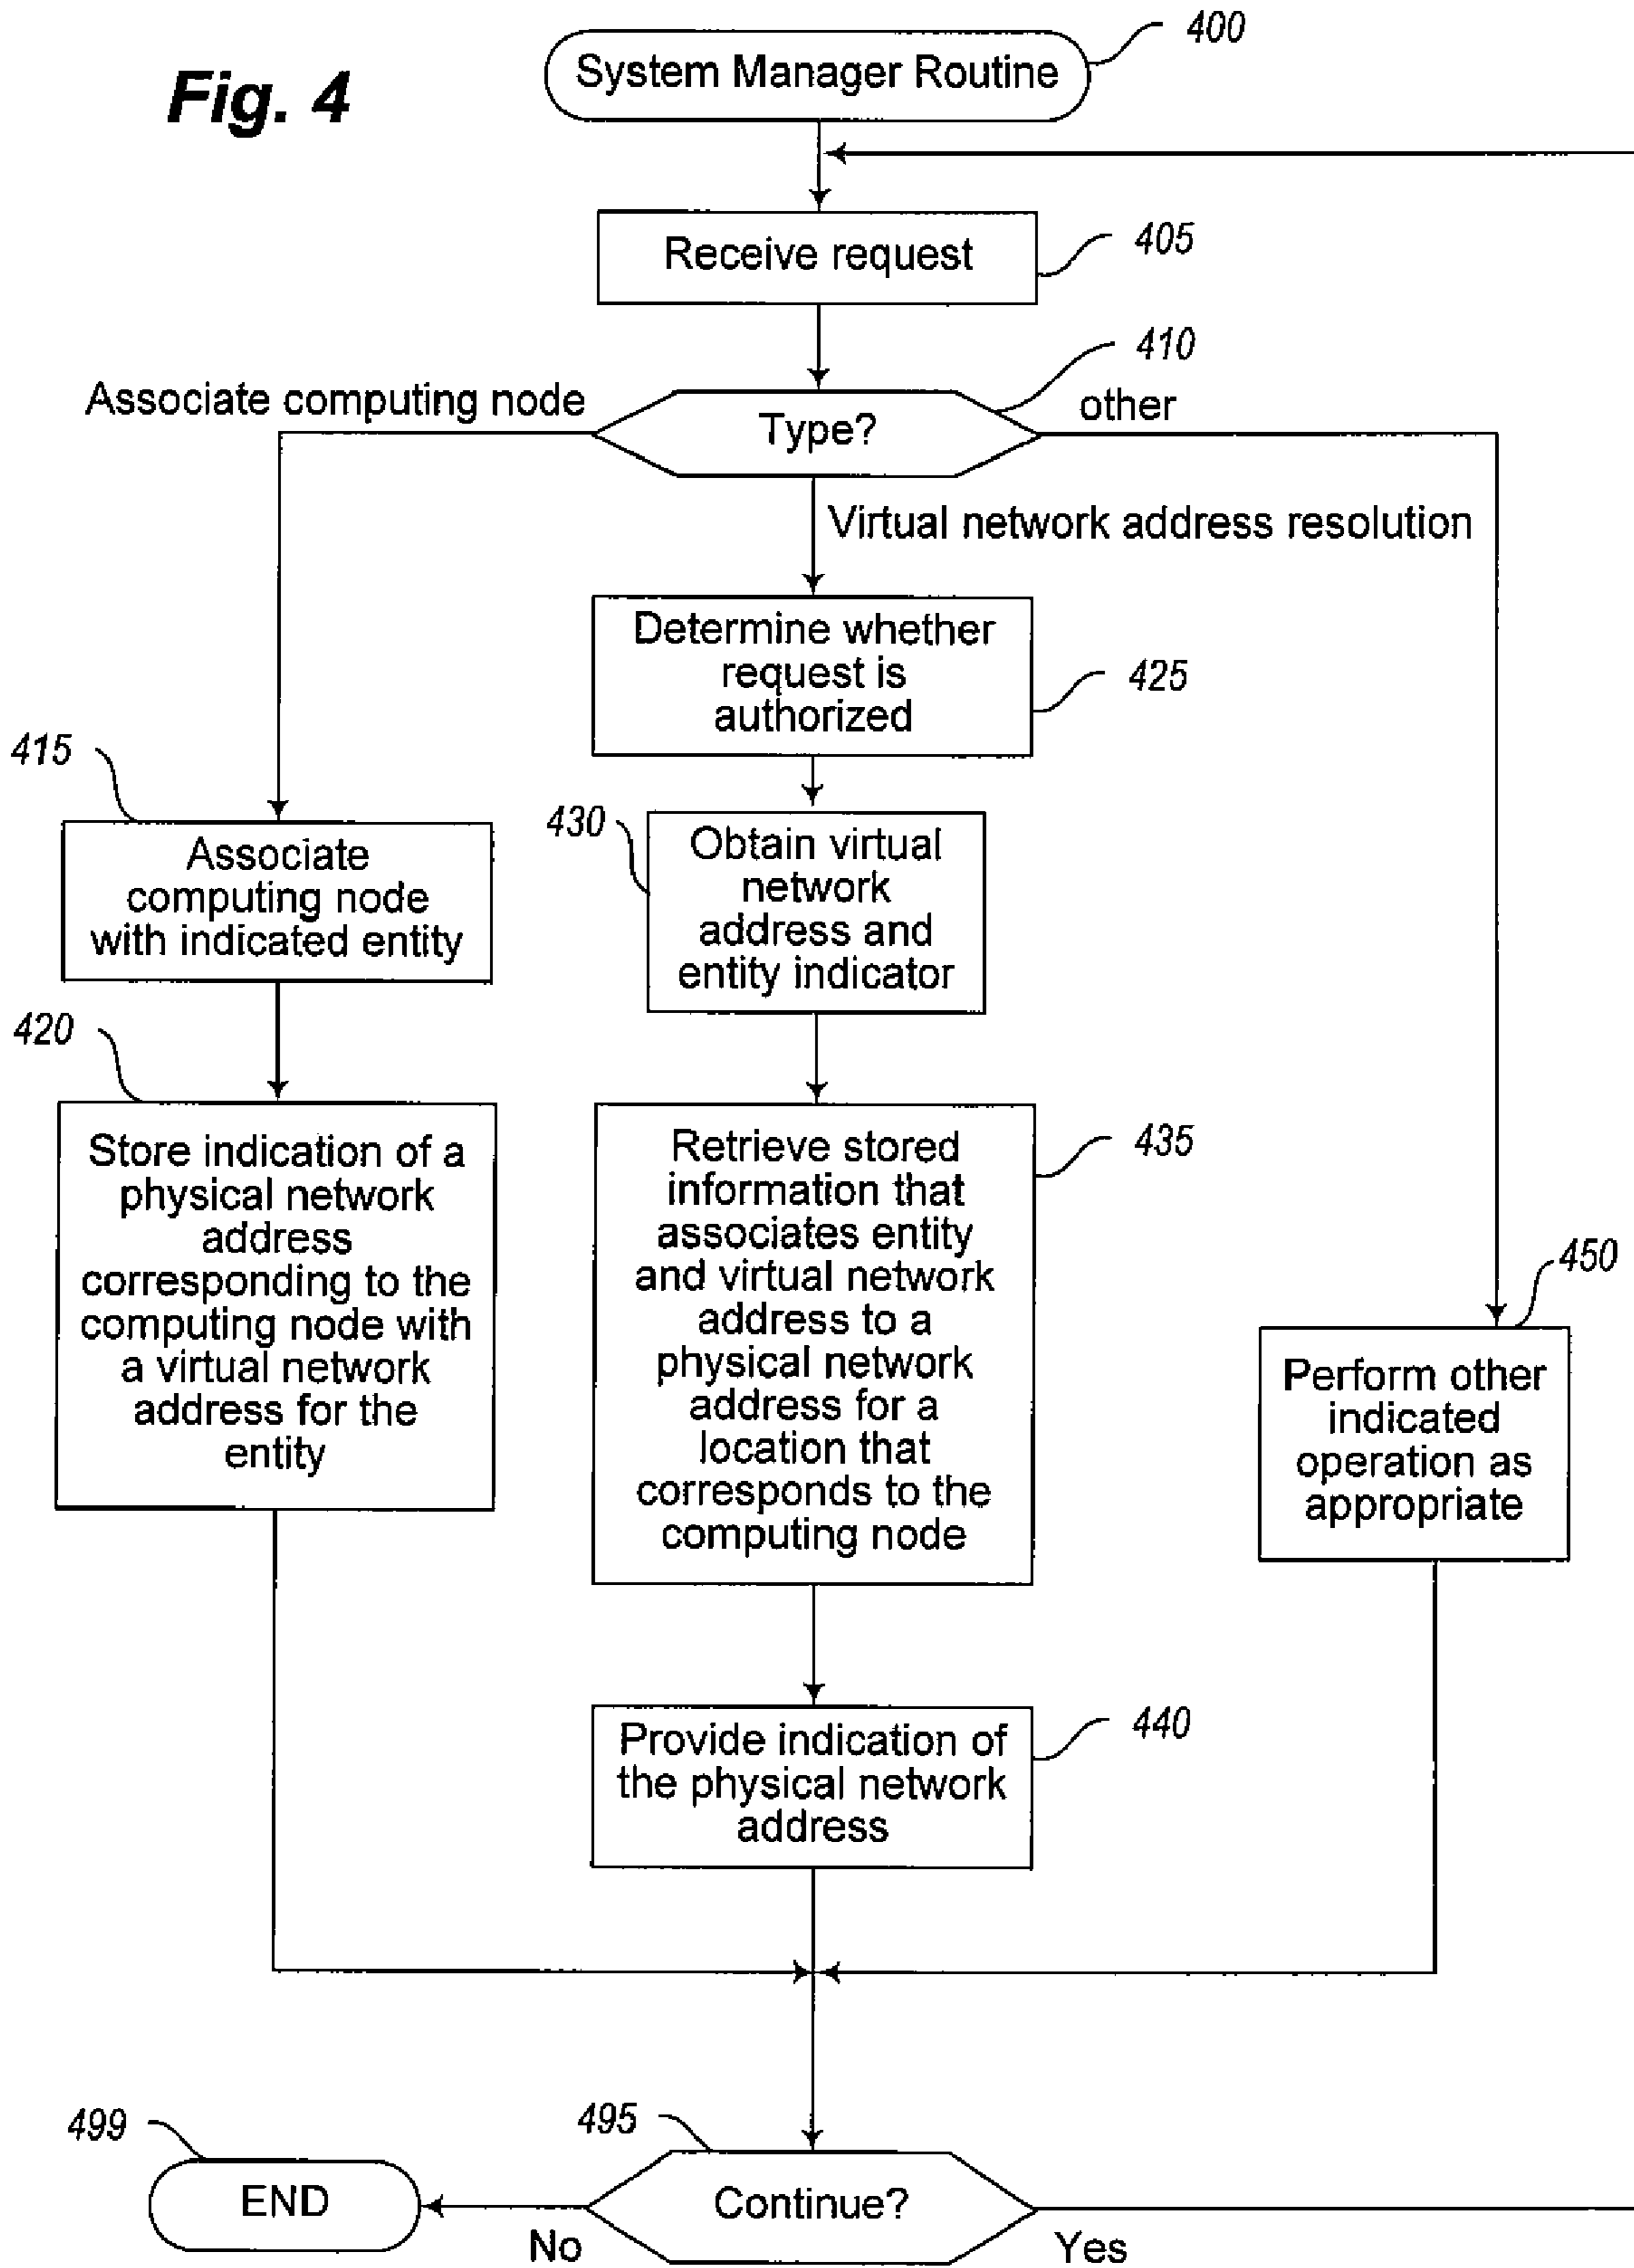 Fig. 4
System Manager Routine
400
Receive request
405
410
Associate computing node
Type?
other
Virtual network address resolution
Determine whether
request is
authorized
425
415
Associate
computing node
with indicated entity
430
Obtain virtual
network
address and
entity indicator
420
Store indication of a
physical network
address
corresponding to the
computing node with
a virtual network
address for the
entity
Retrieve stored
information that
associates entity
and virtual network
address to a
physical network
address for a
location that
corresponds to the
computing node
435
450
Perform other
indicated
operation as
appropriate
Provide indication of
the physical network
address
440
499
END
495
Continue?
No
Yes